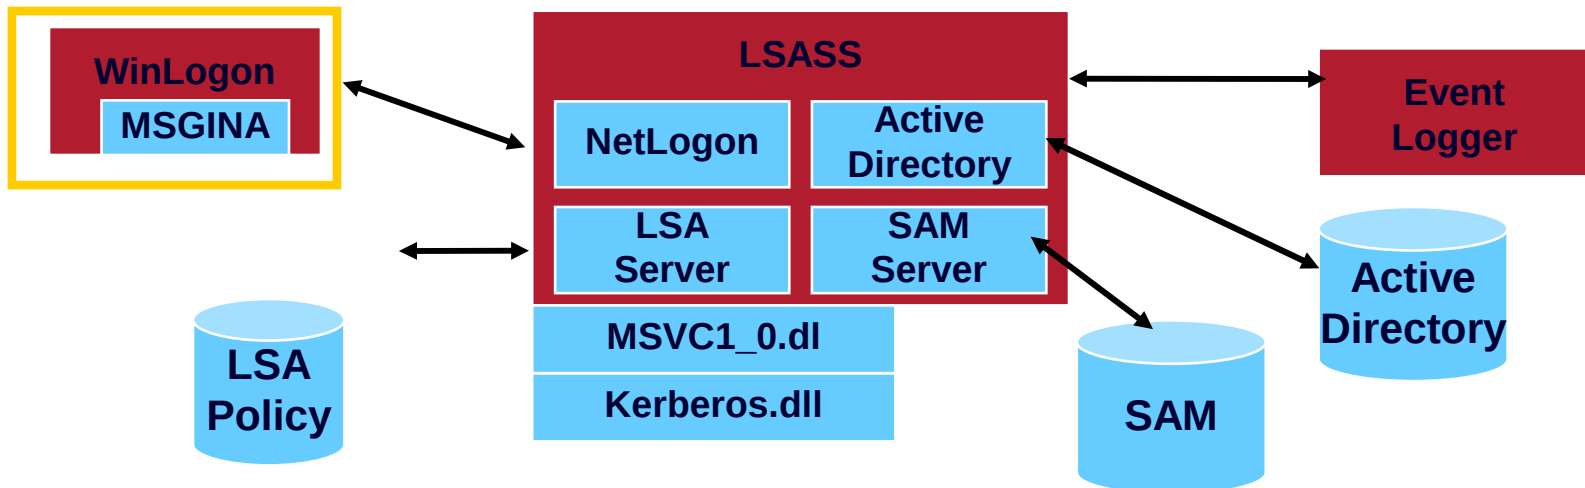 WinLogon
MSGINA
LSASS
NetLogon
Active
Directory
LSA
Server
SAM
Server
MSVC1_0.dl
Kerberos.dll
Event
Logger
Active
Directory
LSA
Policy
SAM